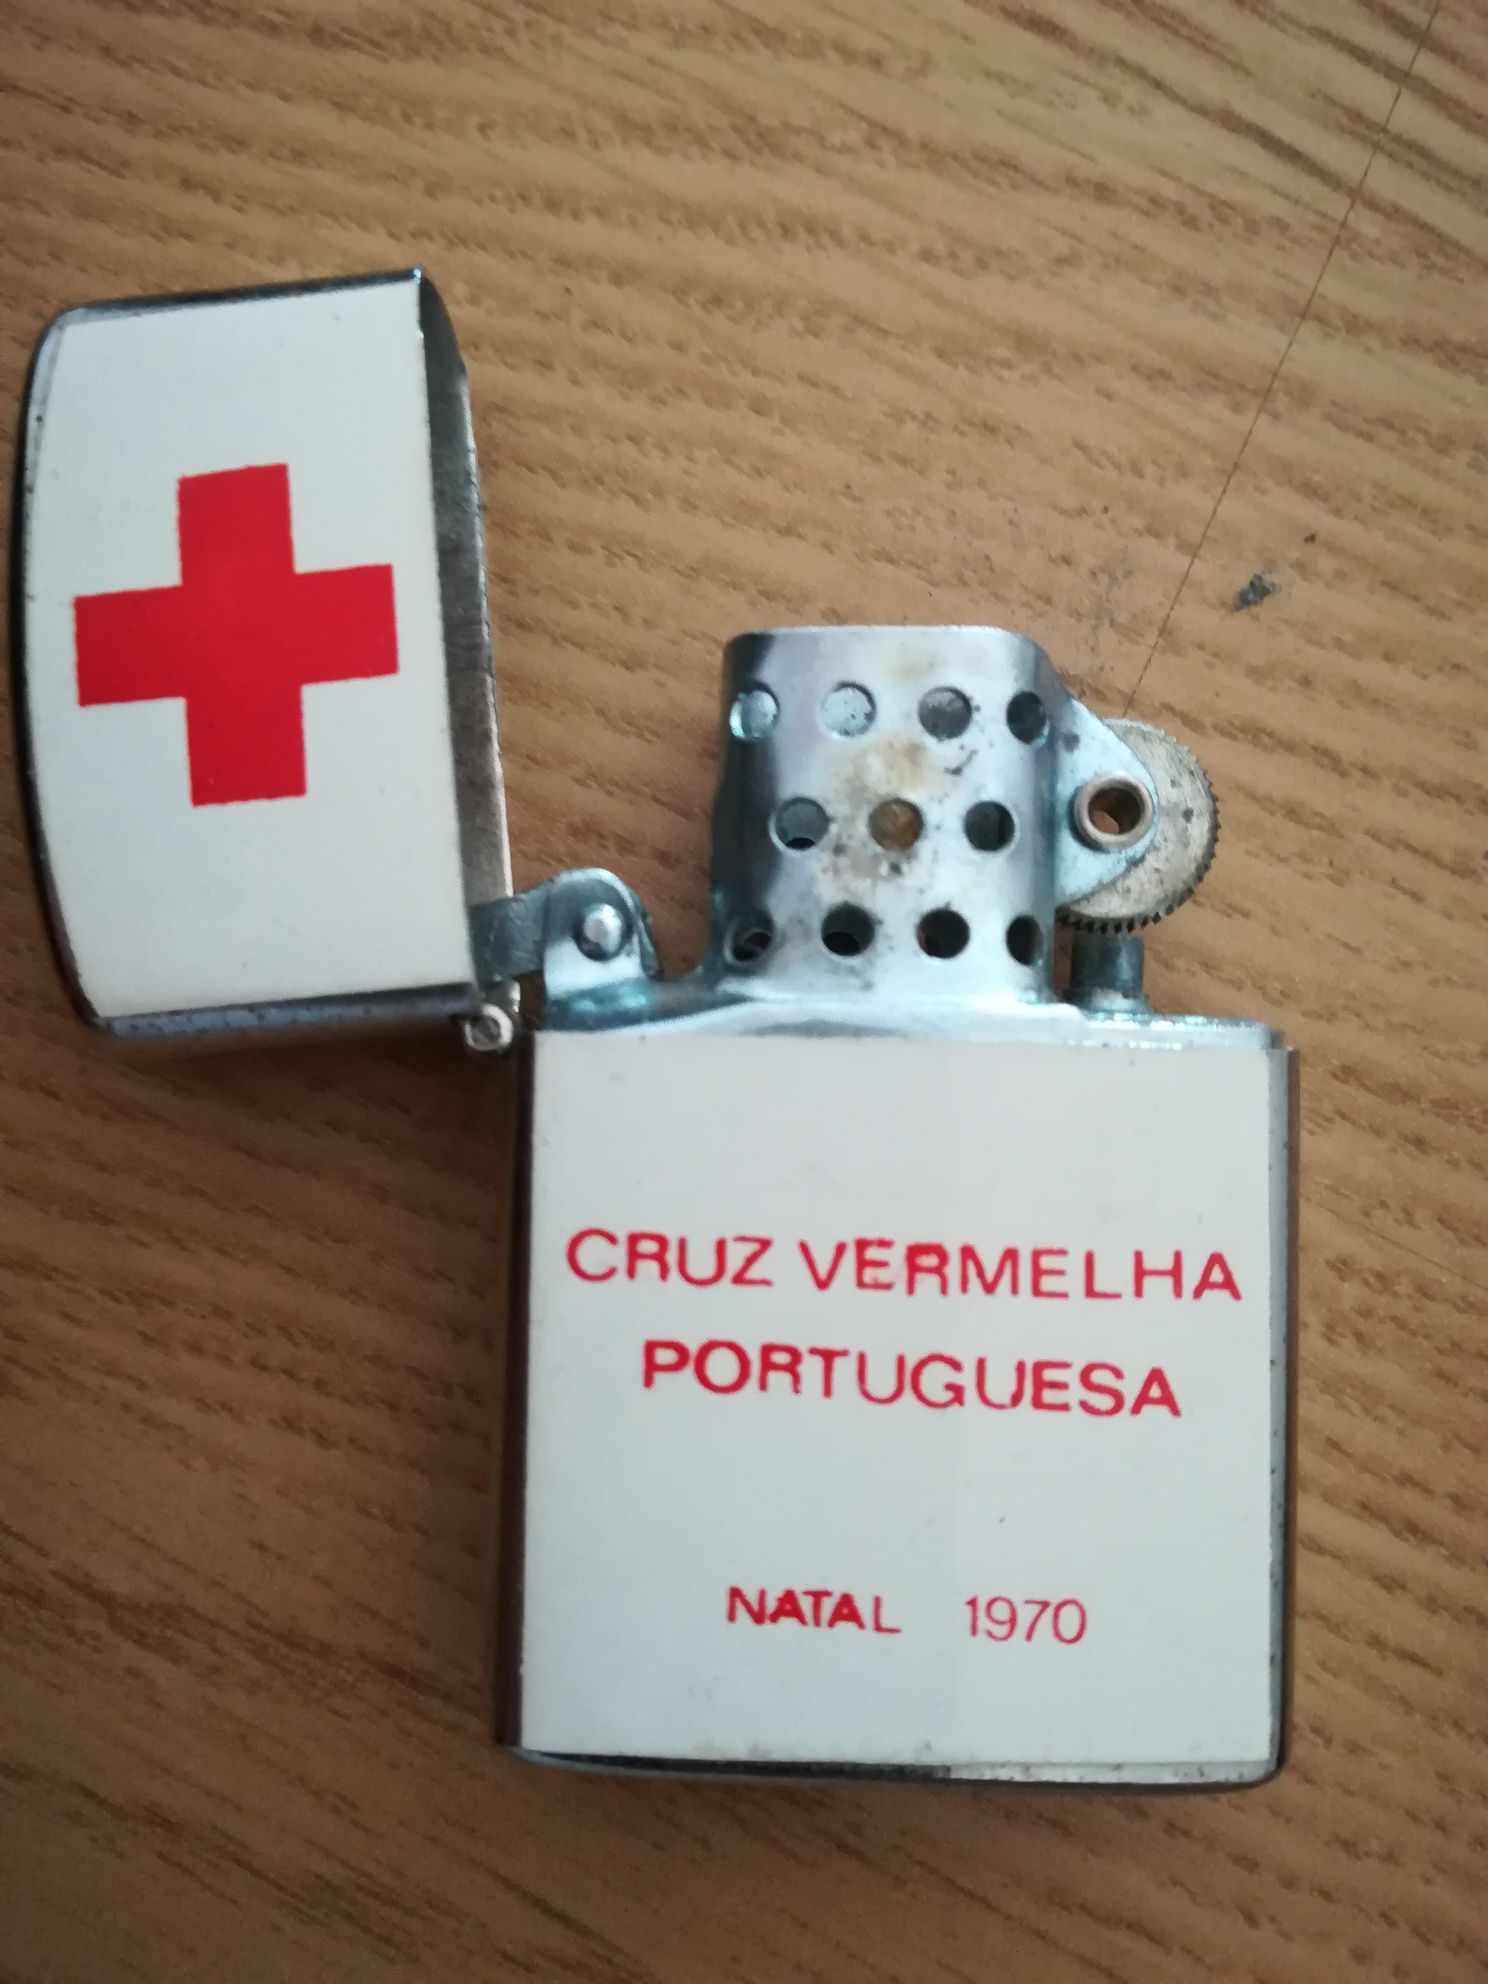 CRUZ VERMELHA
PORTUGUESA
NATAL 1970